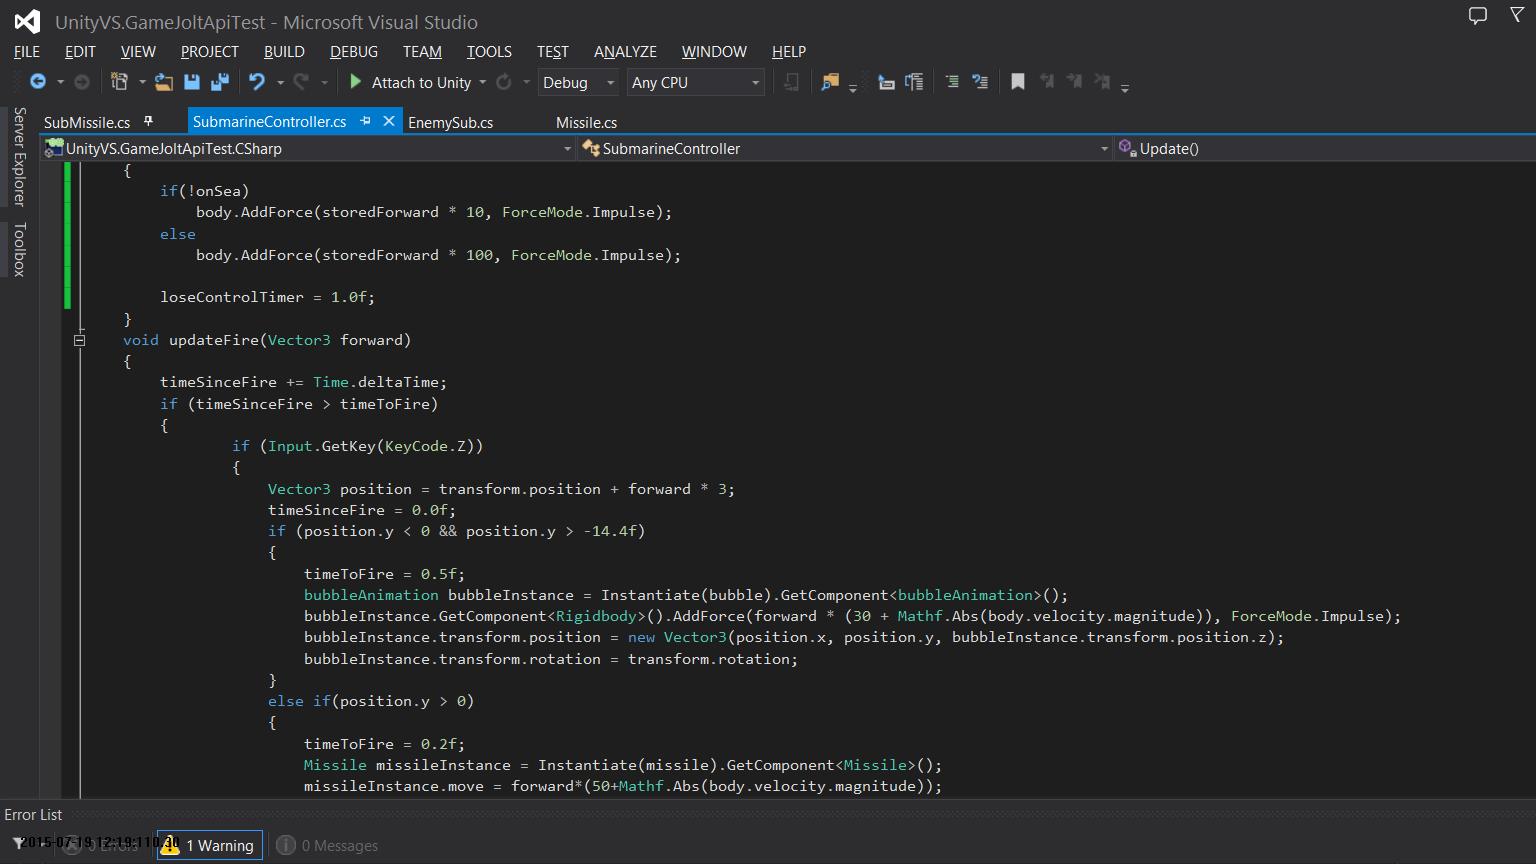 UnityVS.GameJoltApiTest - Microsoft Visual Studio
FILE EDIT VIEW PROJECT BUILD DEBUG TEAM TOOLS TEST ANALYZE WINDOW HELP
Attach to Unity Debug Any CPU
Server Explorer
Toolbox
SubMissile.cs SubmarineController.cs EnemySub.cs Missile.cs
UnityVS.GameJoltApiTest.CSharp SubmarineController Update()
{
if(!onSea)
body.AddForce(storedForward * 10, ForceMode.Impulse);
else
body.AddForce(storedForward * 100, ForceMode.Impulse);
loseControlTimer = 1.0f;
}
void updateFire(Vector3 forward)
{
timeSinceFire += Time.deltaTime;
if (timeSinceFire > timeToFire)
{
if (Input.GetKey(KeyCode.Z))
{
Vector3 position = transform.position + forward * 3;
timeSinceFire = 0.0f;
if (position.y < 0 && position.y > -14.4f)
{
timeToFire = 0.5f;
bubbleAnimation bubbleInstance = Instantiate(bubble).GetComponent<bubbleAnimation>();
bubbleInstance.GetComponent<Rigidbody>().AddForce(forward * (30 + Mathf.Abs(body.velocity.magnitude)), ForceMode.Impulse);
bubbleInstance.transform.position = new Vector3(position.x, position.y, bubbleInstance.transform.position.z);
bubbleInstance.transform.rotation = transform.rotation;
}
else if(position.y > 0)
{
timeToFire = 0.2f;
Missile missileInstance = Instantiate(missile).GetComponent<Missile>();
missileInstance.move = forward*(50+Mathf.Abs(body.velocity.magnitude));
Error List
0 Errors 1 Warning 0 Messages
2015-07-19